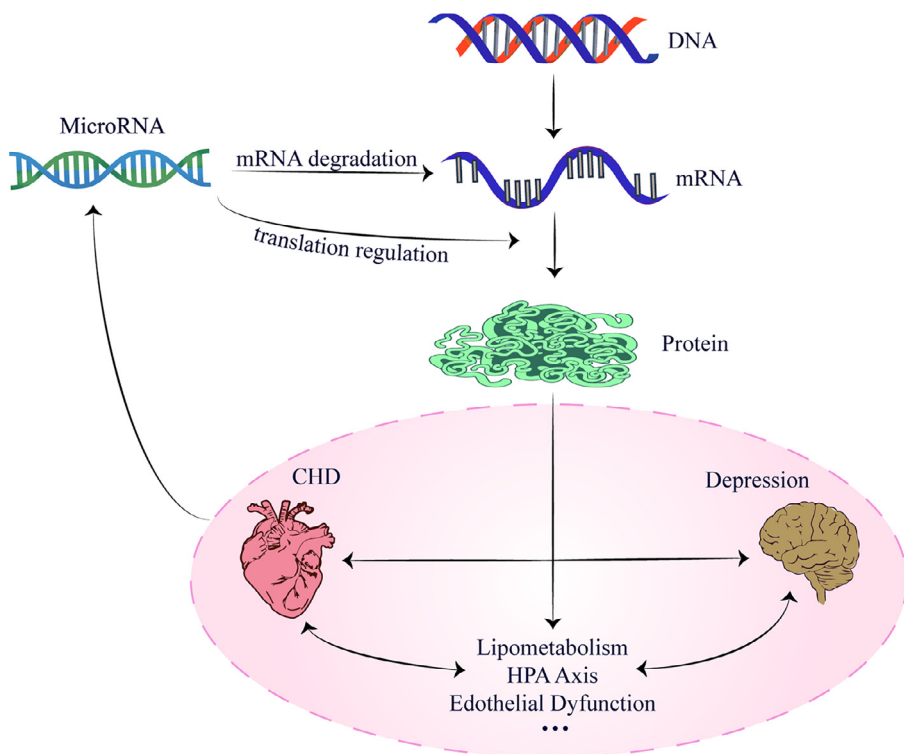 DNA
MicroRNA
mRNA degradation
mRNA
translation regulation
Protein
CHD
Depression
Lipometabolism
HPA Axis
Edothelial Dyfunction
...